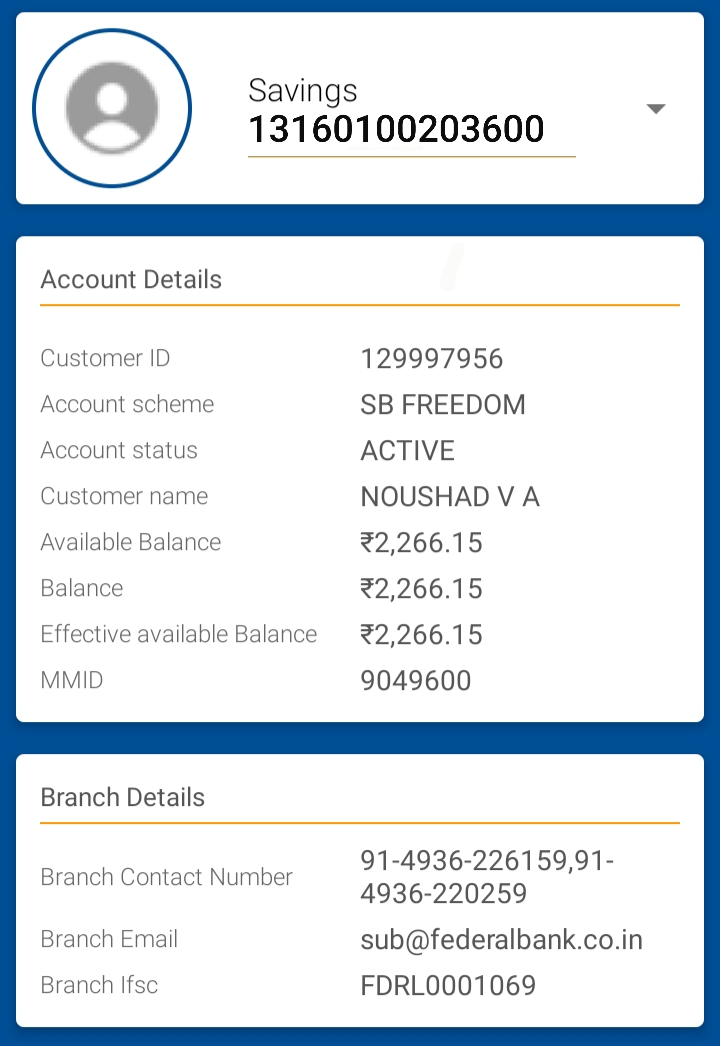 Savings
13160100203600
Account Details
Customer ID 129997956
Account scheme SB FREEDOM
Account status ACTIVE
Customer name NOUSHAD V A
Available Balance ₹2,266.15
Balance ₹2,266.15
Effective available Balance ₹2,266.15
MMID 9049600
Branch Details
Branch Contact Number 91-4936-226159,91-
4936-220259
Branch Email sub@federalbank.co.in
Branch Ifsc FDRL0001069